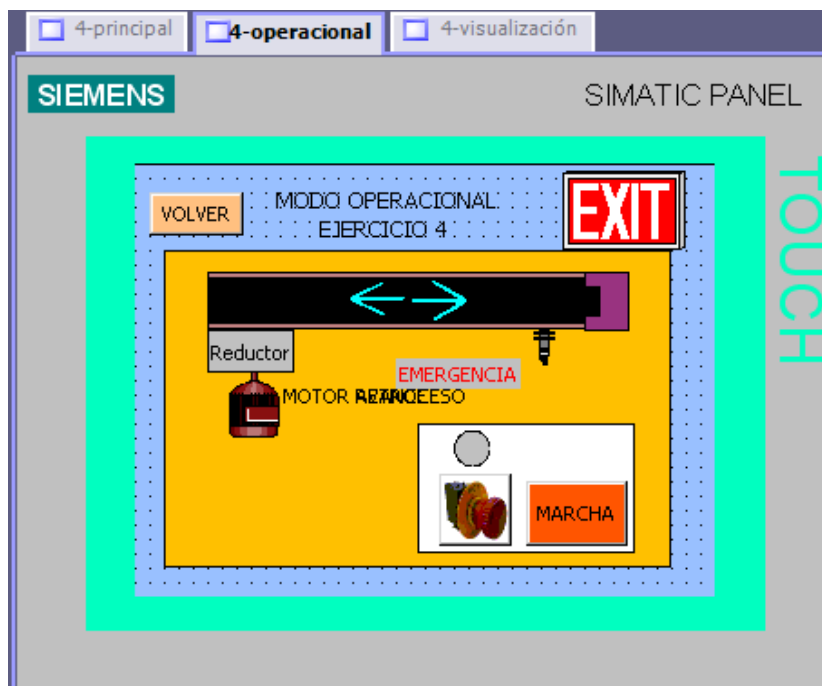 4-principal
4-operacional
4-visualización
SIEMENS
SIMATIC PANEL
TOUCH
VOLVER
MODO OPERACIONAL
EJERCICIO 4
EXIT
Reductor
EMERGENCIA
MOTOR
MARCHA